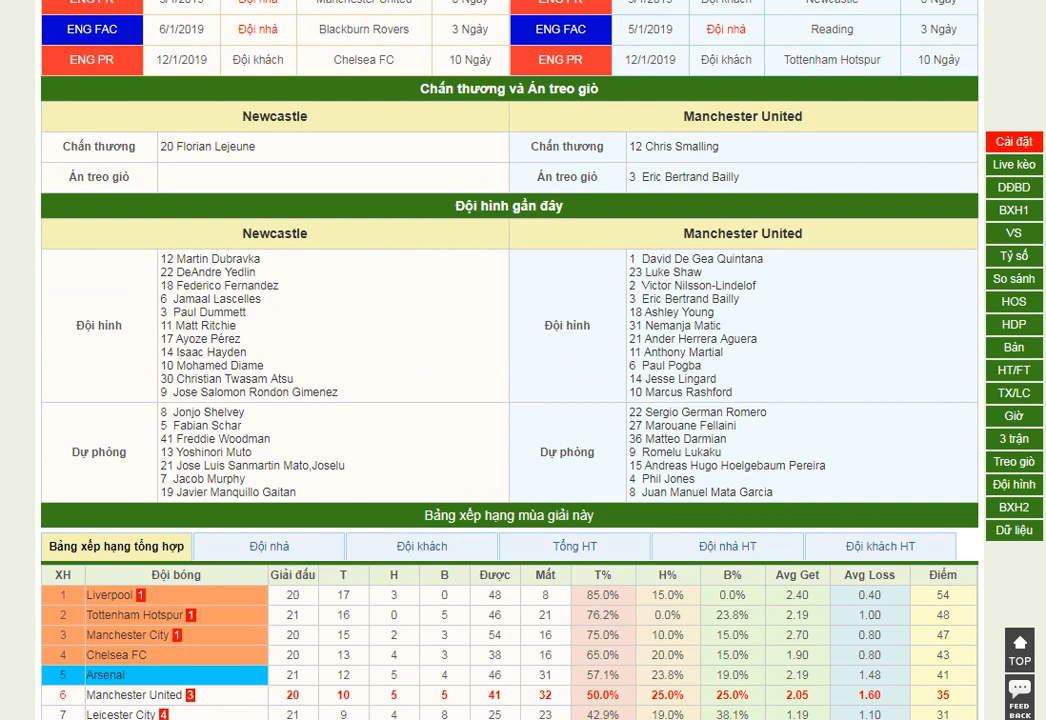 ENG PR Manchester United ENG PR Newcastle
ENG FAC 6/1/2019 Đội nhà Blackburn Rovers 3 Ngày ENG FAC 5/1/2019 Đội nhà Reading 3 Ngày
ENG PR 12/1/2019 Đội khách Chelsea FC 10 Ngày ENG PR 12/1/2019 Đội khách Tottenham Hotspur 10 Ngày
Chấn thương và Án treo giò
Newcastle Manchester United
Chấn thương 20 Florian Lejeune Chấn thương 12 Chris Smalling
Án treo giò Án treo giò 3 Eric Bertrand Bailly
Đội hình gần đây
Newcastle Manchester United
Đội hình
12 Martin Dubravka
22 DeAndre Yedlin
18 Federico Fernandez
6 Jamaal Lascelles
3 Paul Dummett
11 Matt Ritchie
17 Ayoze Pérez
14 Isaac Hayden
10 Mohamed Diame
30 Christian Twasam Atsu
9 Jose Salomon Rondon Gimenez
Đội hình
1 David De Gea Quintana
23 Luke Shaw
2 Victor Nilsson-Lindelof
3 Eric Bertrand Bailly
18 Ashley Young
31 Nemanja Matic
21 Ander Herrera Aguera
11 Anthony Martial
6 Paul Pogba
14 Jesse Lingard
10 Marcus Rashford
Dự phòng
8 Jonjo Shelvey
5 Fabian Schar
41 Freddie Woodman
13 Yoshinori Muto
21 Jose Luis Sanmartin Mato,Joselu
7 Jacob Murphy
19 Javier Manquillo Gaitan
Dự phòng
22 Sergio German Romero
27 Marouane Fellaini
36 Matteo Darmian
9 Romelu Lukaku
15 Andreas Hugo Hoelgebaum Pereira
4 Phil Jones
8 Juan Manuel Mata Garcia
Bảng xếp hạng mùa giải này
Bảng xếp hạng tổng hợp Đội nhà Đội khách Tổng HT Đội nhà HT Đội khách HT
XH Đội bóng Giải đấu T H B Được Mất T% H% B% Avg Get Avg Loss Điểm
1 Liverpool 1 20 17 3 0 48 8 85.0% 15.0% 0.0% 2.40 0.40 54
2 Tottenham Hotspur 1 21 16 0 5 46 21 76.2% 0.0% 23.8% 2.19 1.00 48
3 Manchester City 1 20 15 2 3 54 16 75.0% 10.0% 15.0% 2.70 0.80 47
4 Chelsea FC 20 13 4 3 38 16 65.0% 20.0% 15.0% 1.90 0.80 43
5 Arsenal 21 12 5 4 46 31 57.1% 23.8% 19.0% 2.19 1.48 41
6 Manchester United 3 20 10 5 5 41 32 50.0% 25.0% 25.0% 2.05 1.60 35
7 Leicester City 4 21 9 4 8 25 23 42.9% 19.0% 38.1% 1.19 1.10 31
Cài đặt
Live kèo
DĐBD
BXH1
VS
Tỷ số
So sánh
HOS
HDP
Bàn
HT/FT
TX/LC
Giờ
3 trận
Treo giò
Đội hình
BXH2
Dữ liệu
TOP
FEED
BACK